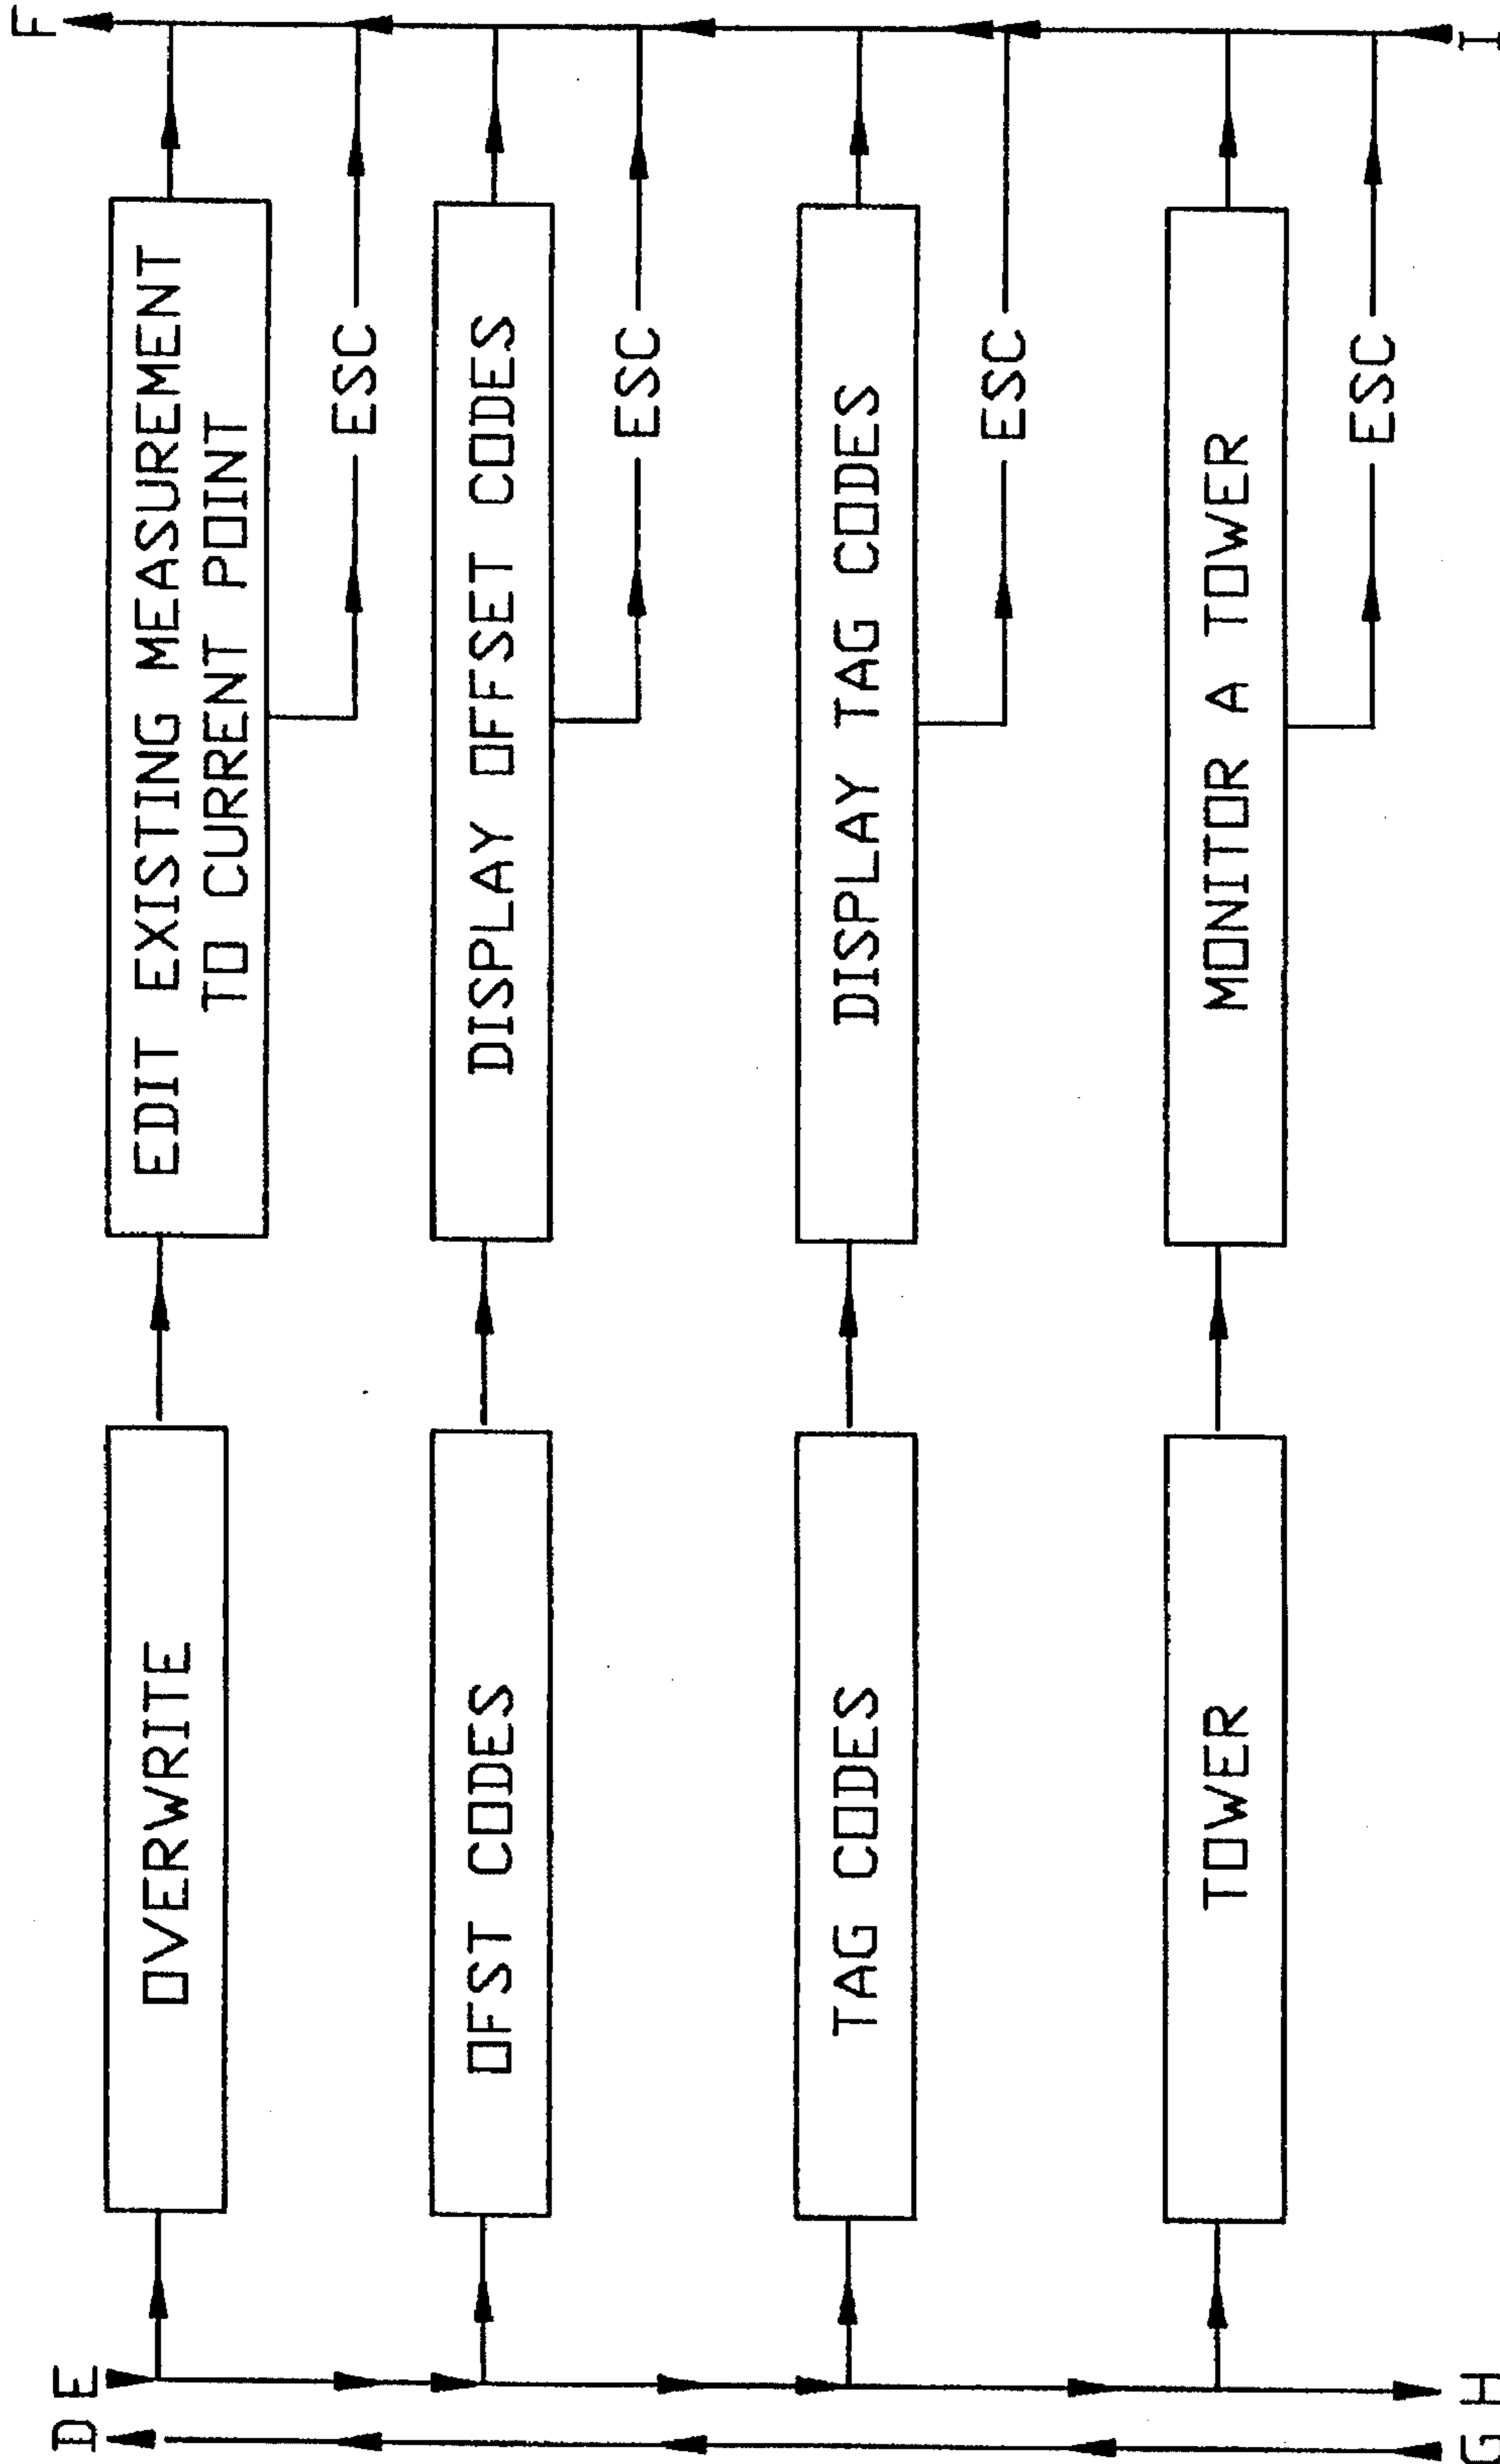 D E
F
OVERWRITE
EDIT EXISTING MEASUREMENT
TO CURRENT POINT
ESC
OFST CODES
DISPLAY OFFSET CODES
ESC
TAG CODES
DISPLAY TAG CODES
ESC
TOWER
MONITOR A TOWER
ESC
G H
I